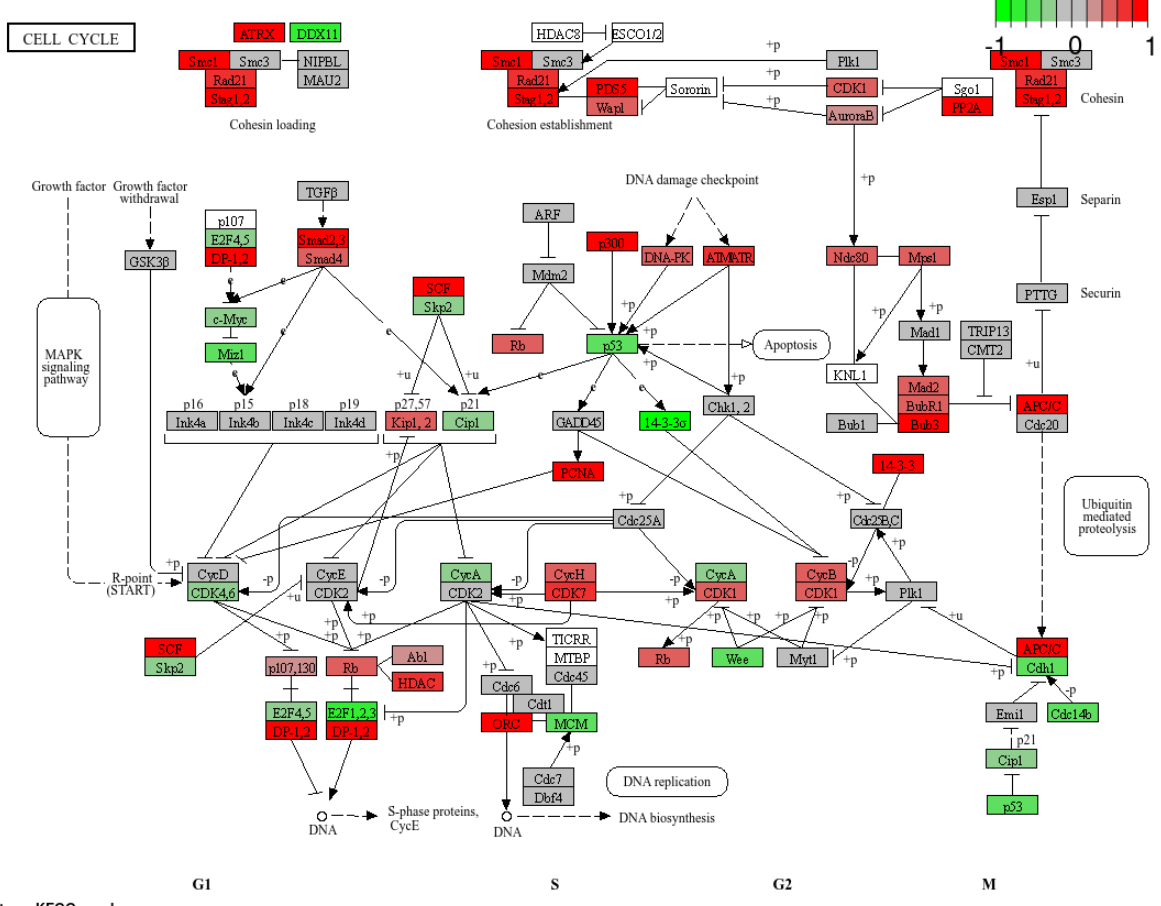 CELL CYCLE
ATRX DDX11
Smc1 Smc3 NIPBL
Rad21 MAU2
Stag1,2
Cohesin loading
HDAC8 ESCO1/2
Smc1 Smc3
Rad21
Stag1,2
PDS5 Sororin
Wapl
Cohesion establishment
+p
+p
+p
Plk1
CDK1
AuroraB
Sgo1
PP2A
-1 0 1
Smc1 Smc3
Rad21
Stag1,2
Cohesin
Growth factor
Growth factor
withdrawal
TGFβ
p107
E2F4,5
DP-1,2
GSK3β
Smad2,3
Smad4
e
e
c-Myc
Miz1
e
e
e
SCF
Skp2
MAPK
signaling
pathway
+u
+u
p16 p15 p18 p19 p27,57 p21
Ink4a Ink4b Ink4c Ink4d Kip1, 2 Cip1
+p
DNA damage checkpoint
ARF
p300 DNA-PK ATM/ATR
Mdm2
+p
+p
Rb p53
+p
Apoptosis
e
e
e
+p
GADD45 14-3-3σ Chk1, 2
PCNA
+p
+p
+p
Ndc80 Mps1
+p
+p
Mad1
TRIP13
CMT2
KNL1
Mad2
BubR1
Bub3
Bub1
Esp1 Separin
PTTG Securin
+u
APC/C
Cdc20
14-3-3
Ubiquitin
mediated
proteolysis
Cdc25A Cdc25B,C
R-point
(START)
+p
CycD
CDK4,6
-p
+u
CycE
CDK2
-p
CycA
CDK2
-p
+p
CycH
CDK7
-p
+p
CycA
CDK1
CycB
CDK1
-p
+p
+p
Plk1
+u
+p
+p
+p
+p
+p
+p
+p
+p
+p
+p
+p
+p
SCF
Skp2
p107,130 Rb
Abl
HDAC
TICRR
MTBP
Cdc45
Cdc6
Cdt1
ORC MCM
+p
Cdc7
Dbf4
Rb Wee Myt1
APC/C
Cdh1
-p
Emi1 Cdc14b
p21
Cip1
p53
E2F4,5
DP-1,2
E2F1,2,3
DP-1,2
+p
DNA replication
DNA
S-phase proteins,
CycE
DNA
DNA biosynthesis
G1 S G2 M